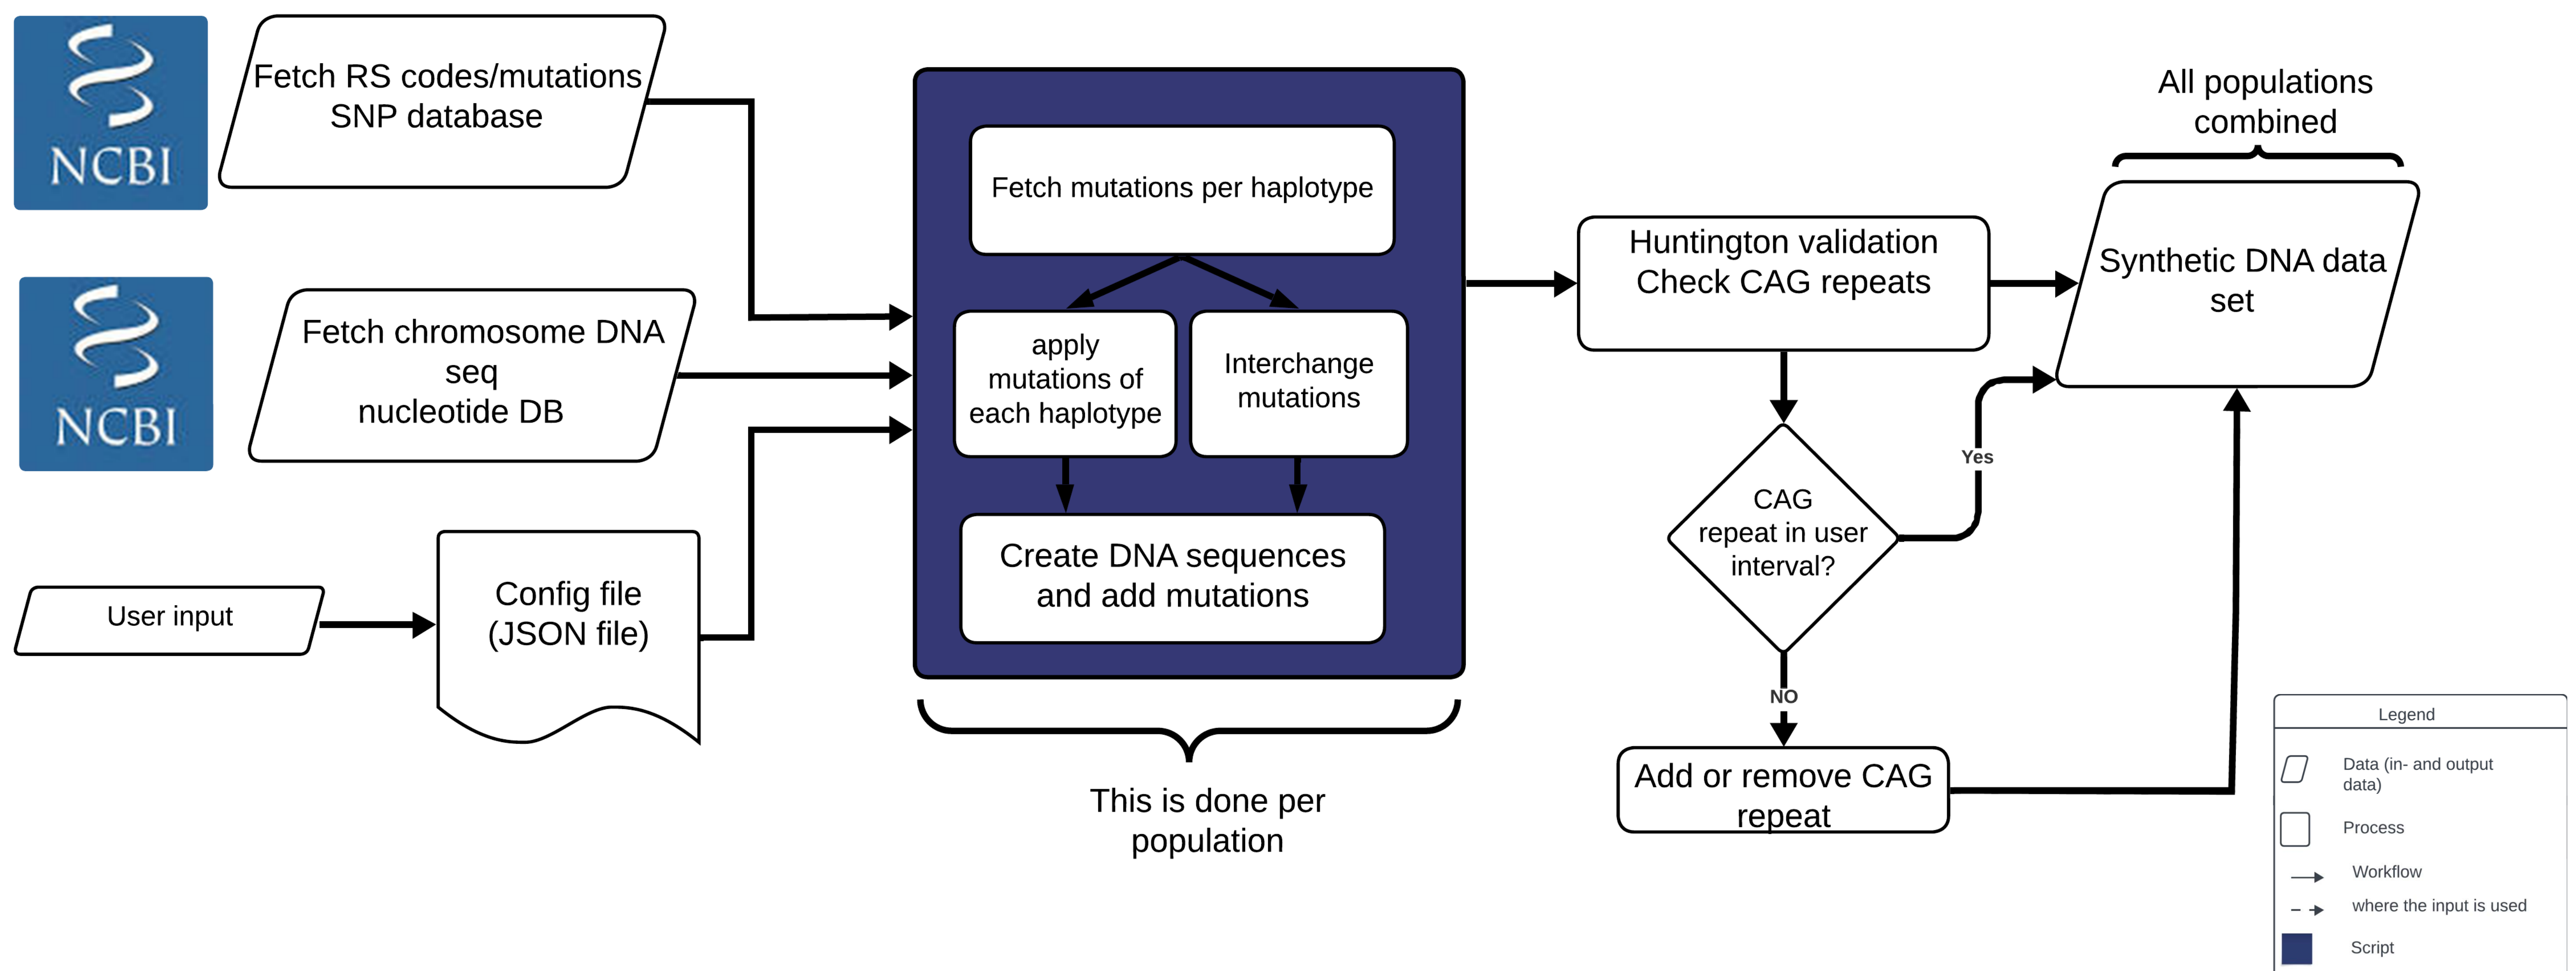 NCBI
Fetch RS codes/mutations
SNP database
NCBI
Fetch chromosome DNA
seq
nucleotide DB
User input
Config file
(JSON file)
Fetch mutations per haplotype
apply
mutations of
each haplotype
Interchange
mutations
Create DNA sequences
and add mutations
This is done per
population
Huntington validation
Check CAG repeats
CAG
repeat in user
interval?
Yes
NO
Add or remove CAG
repeat
All populations
combined
Synthetic DNA data
set
Legend
Data (in- and output
data)
Process
Workflow
where the input is used
Script